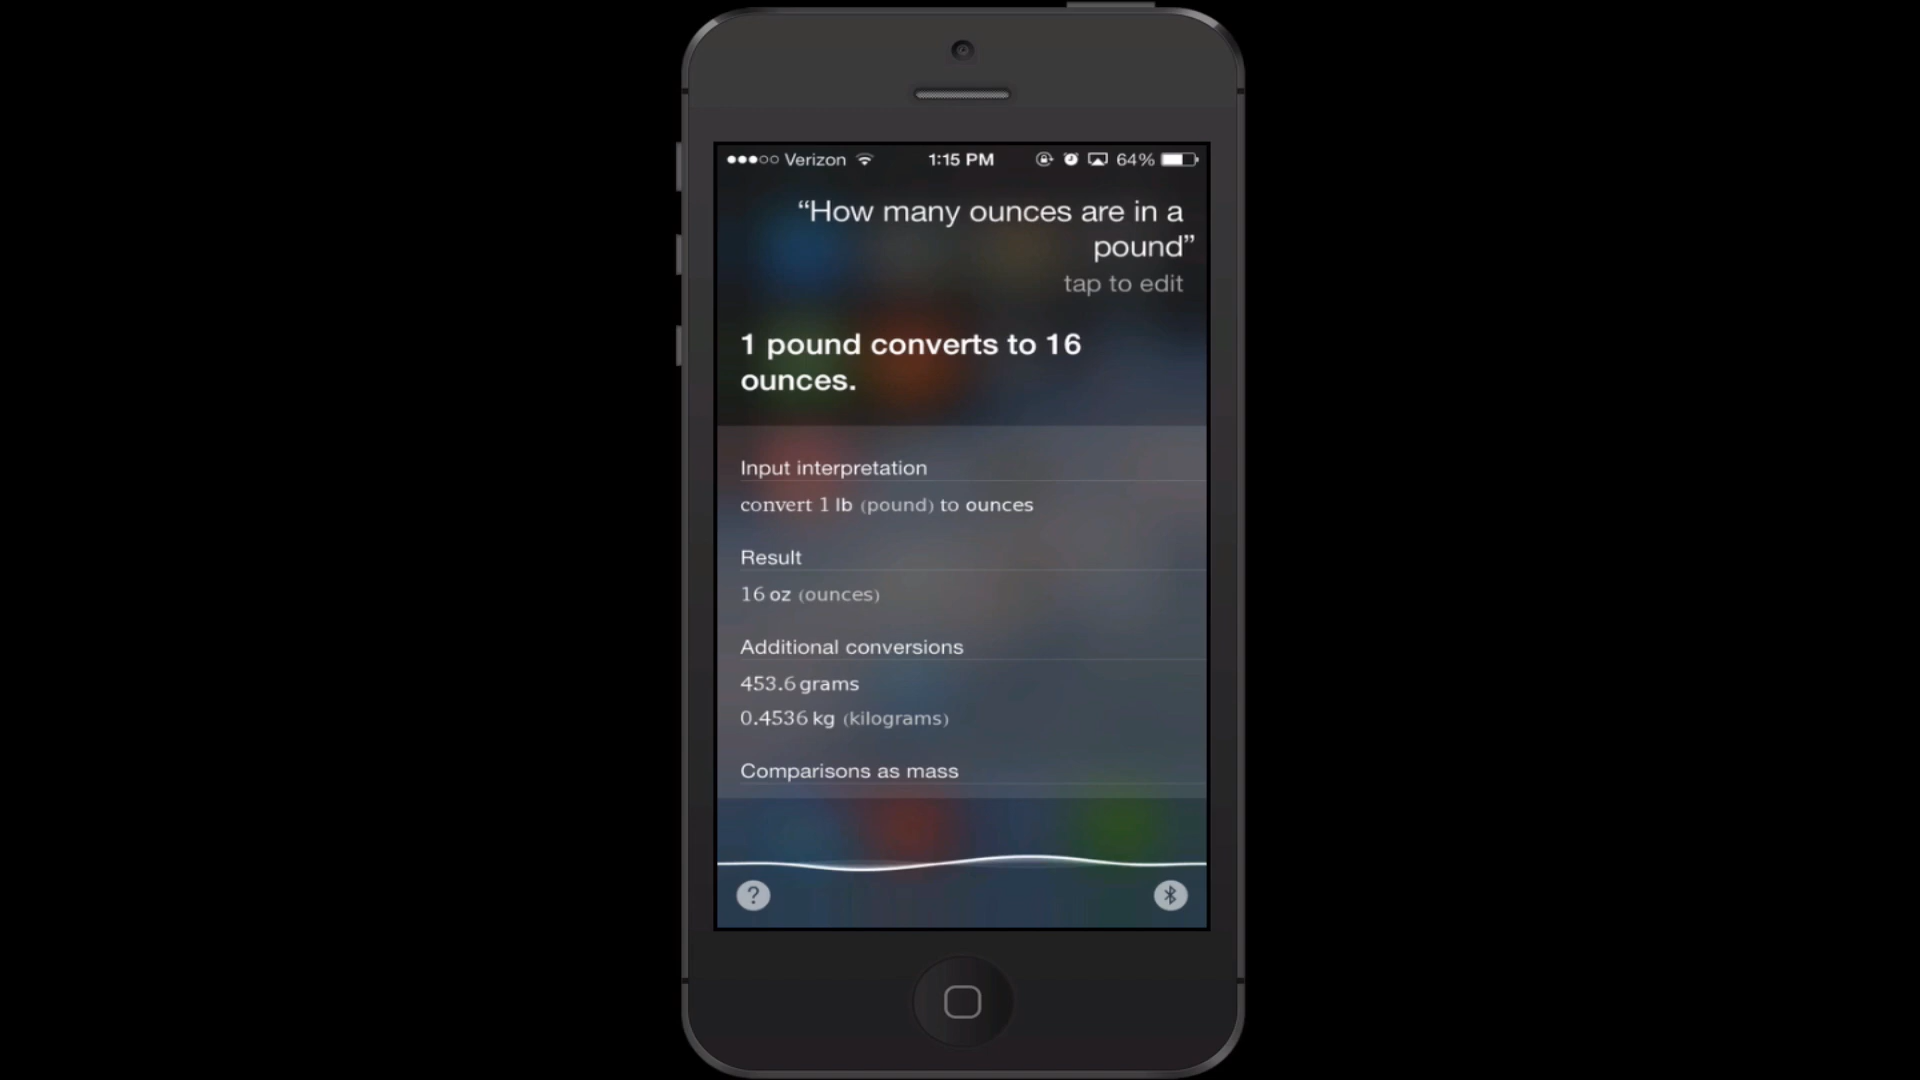 Verizon 1:15 PM 64%
“How many ounces are in a
pound”
tap to edit
1 pound converts to 16
ounces.
Input interpretation
convert 1 lb (pound) to ounces
Result
16 oz (ounces)
Additional conversions
453.6 grams
0.4536 kg (kilograms)
Comparisons as mass
?